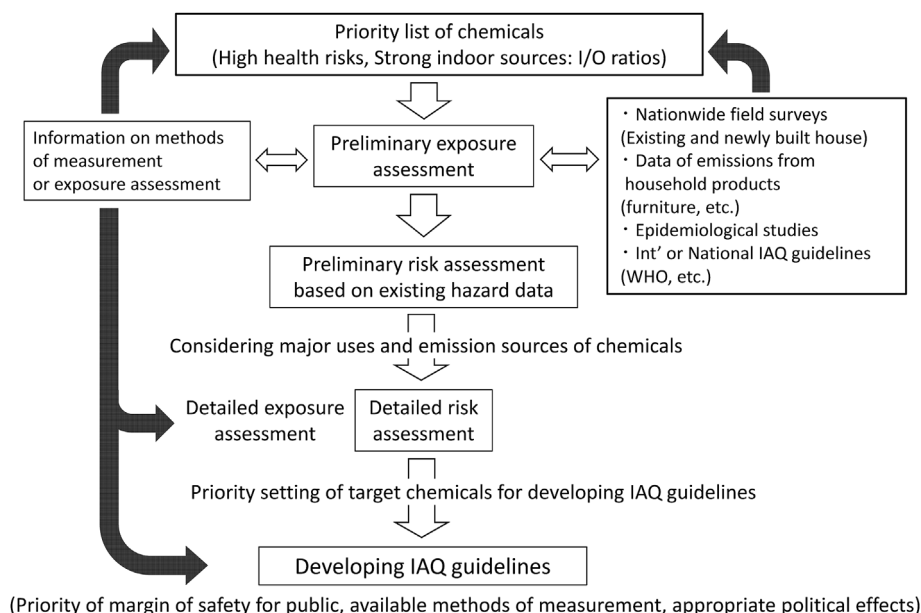 Priority list of chemicals
(High health risks, Strong indoor sources: I/O ratios)
Information on methods
of measurement
or exposure assessment
Preliminary exposure
assessment
・Nationwide field surveys
(Existing and newly built house)
・Data of emissions from
household products
(furniture, etc.)
・Epidemiological studies
・Int’ or National IAQ guidelines
(WHO, etc.)
Preliminary risk assessment
based on existing hazard data
Considering major uses and emission sources of chemicals
Detailed exposure
assessment
Detailed risk
assessment
Priority setting of target chemicals for developing IAQ guidelines
Developing IAQ guidelines
(Priority of margin of safety for public, available methods of measurement, appropriate political effects)